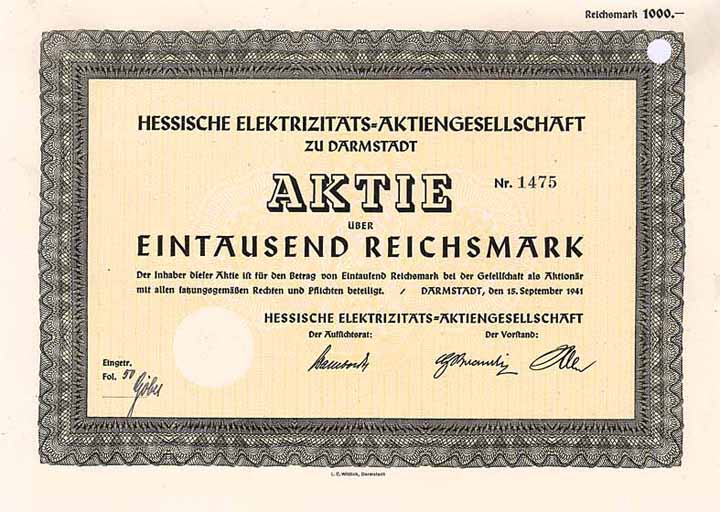 Reichsmark 1000.—
HESSISCHE ELEKTRIZITÄTS=AKTIENGESELLSCHAFT
ZU DARMSTADT
AKTIE
Nr. 1475
ÜBER
EINTAUSEND REICHSMARK
Der Inhaber dieser Aktie ist für den Betrag von Eintausend Reichsmark bei der Gesellschaft als Aktionär
mit allen satzungsgemäßen Rechten und Pflichten beteiligt. / DARMSTADT, den 15. September 1941
HESSISCHE ELEKTRIZITÄTS=AKTIENGESELLSCHAFT
Der Aufsichtsrat: Der Vorstand:
Eingetr.
Fol. 50
L. C. Wittich, Darmstadt